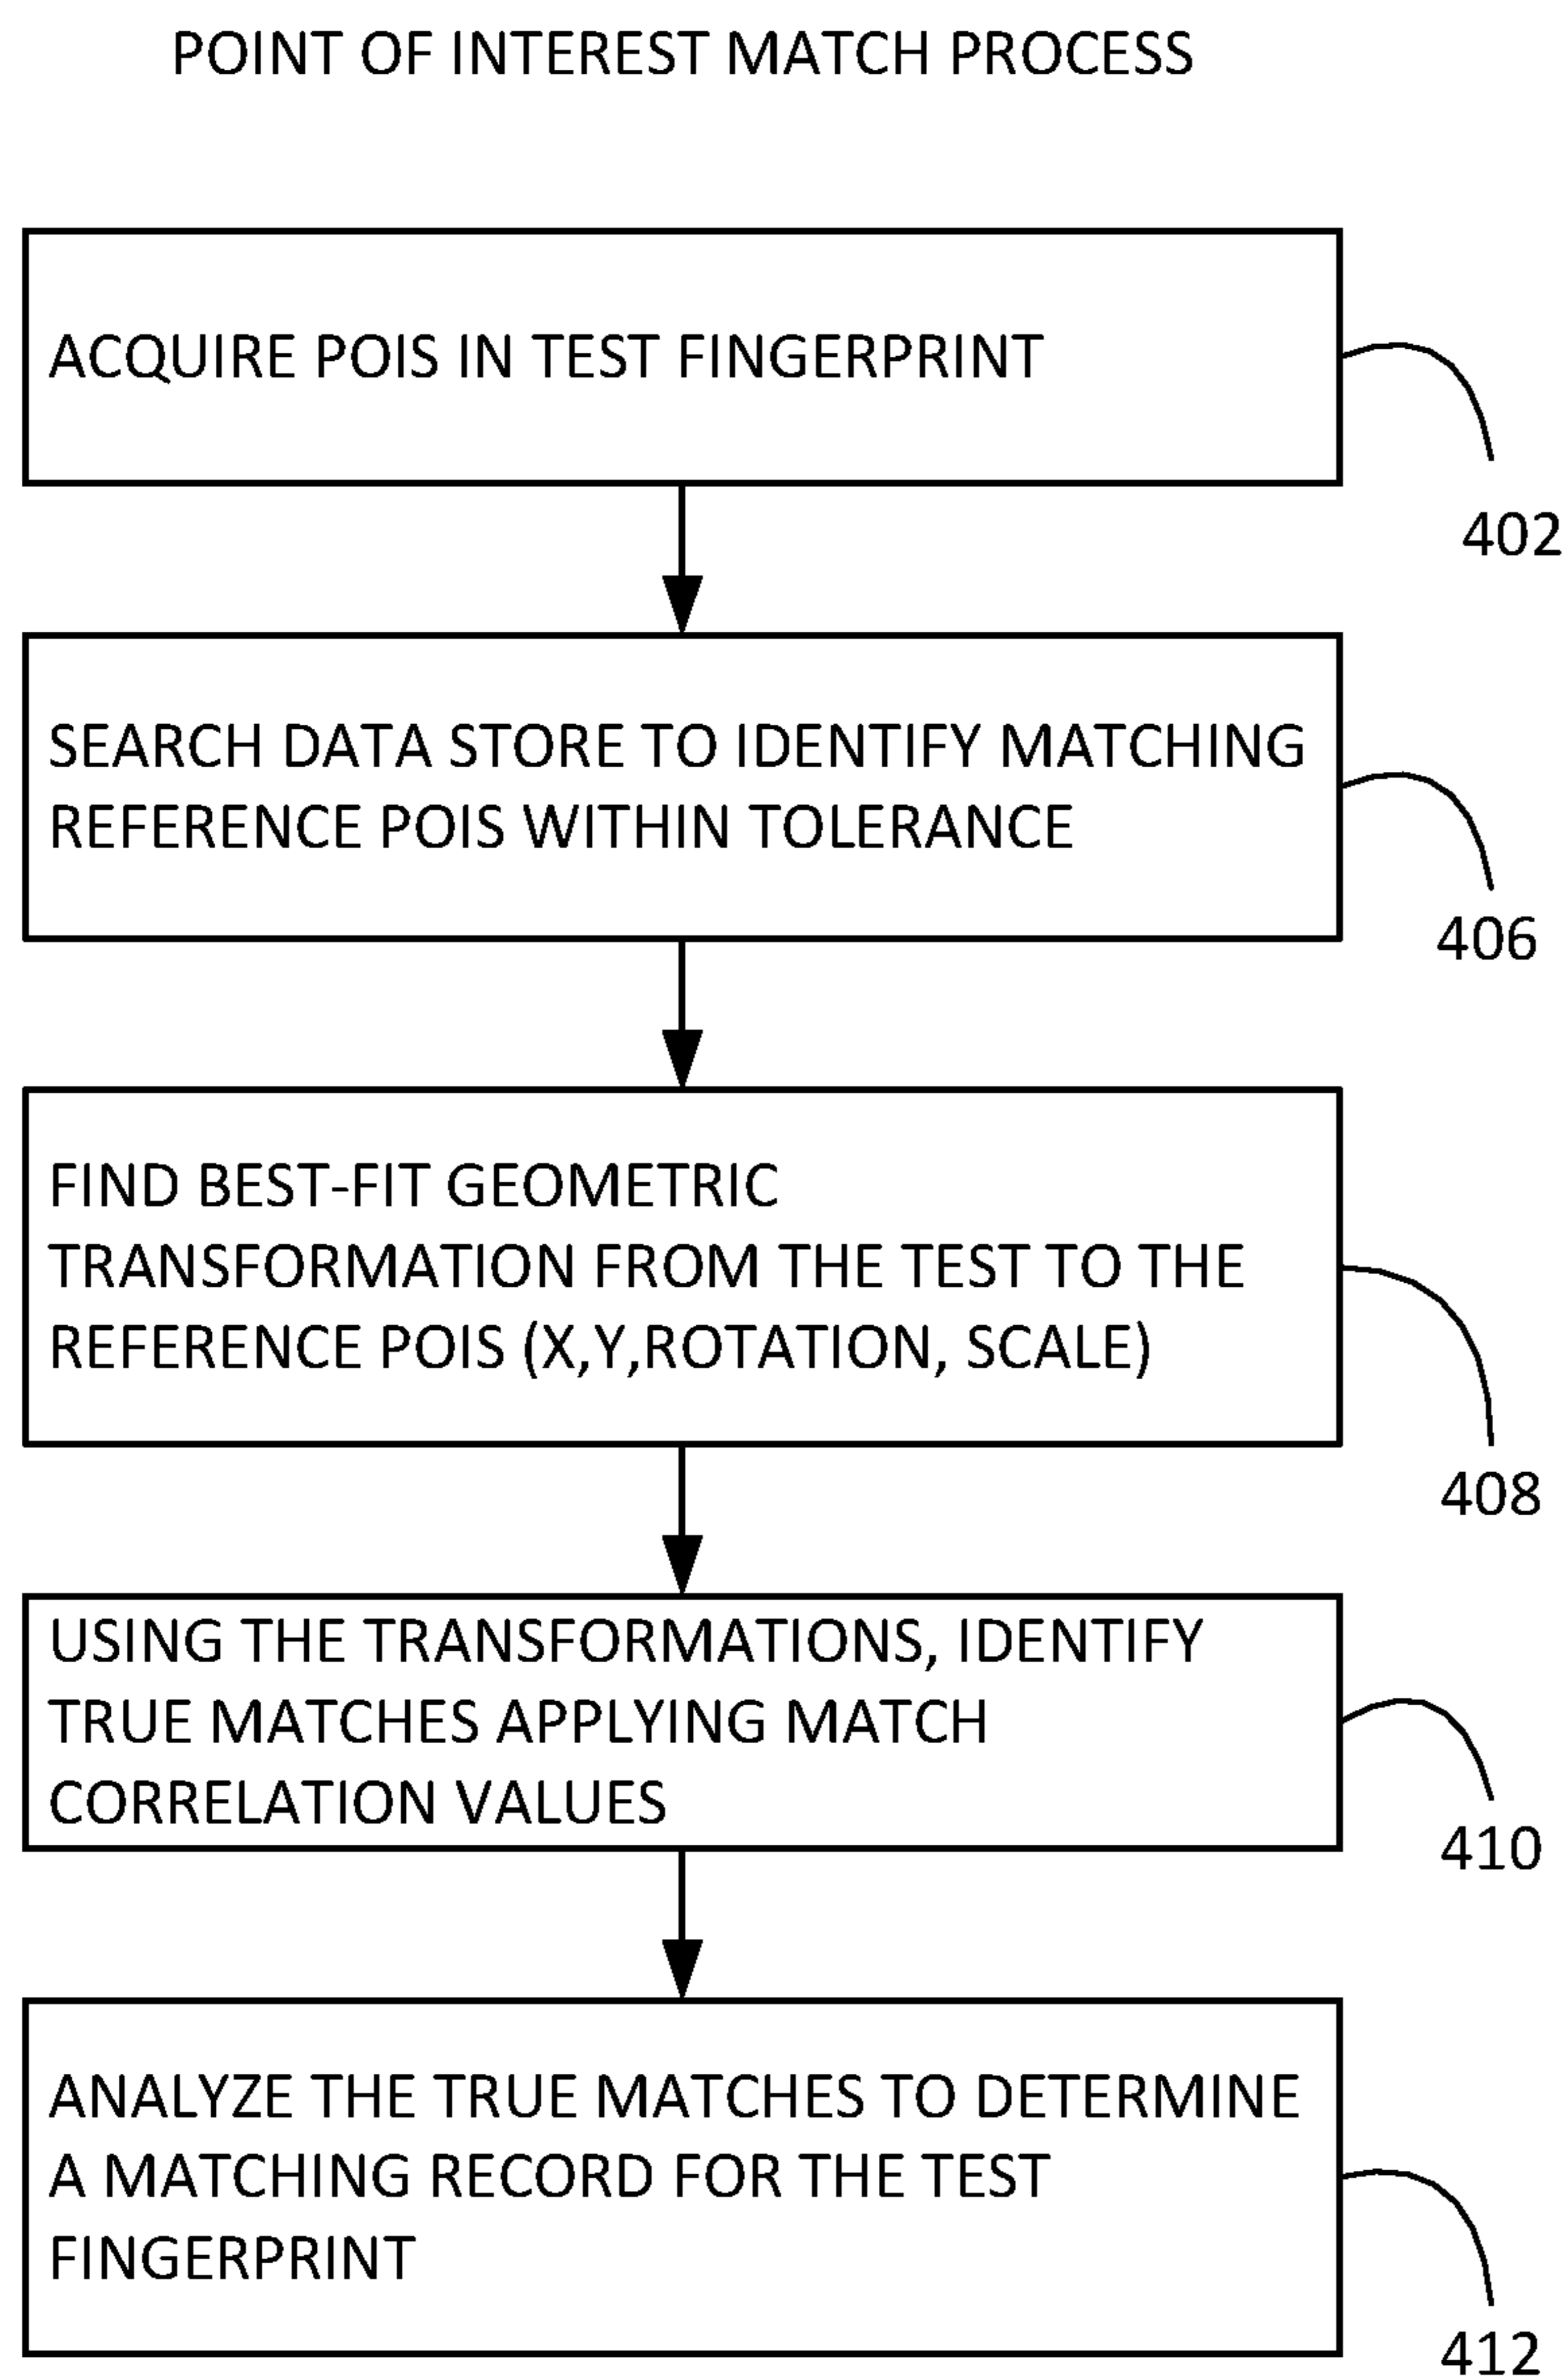 POINT OF INTEREST MATCH PROCESS
ACQUIRE POIS IN TEST FINGERPRINT
402
SEARCH DATA STORE TO IDENTIFY MATCHING
REFERENCE POIS WITHIN TOLERANCE
406
FIND BEST-FIT GEOMETRIC
TRANSFORMATION FROM THE TEST TO THE
REFERENCE POIS (X,Y,ROTATION, SCALE)
408
USING THE TRANSFORMATIONS, IDENTIFY
TRUE MATCHES APPLYING MATCH
CORRELATION VALUES
410
ANALYZE THE TRUE MATCHES TO DETERMINE
A MATCHING RECORD FOR THE TEST
FINGERPRINT
412